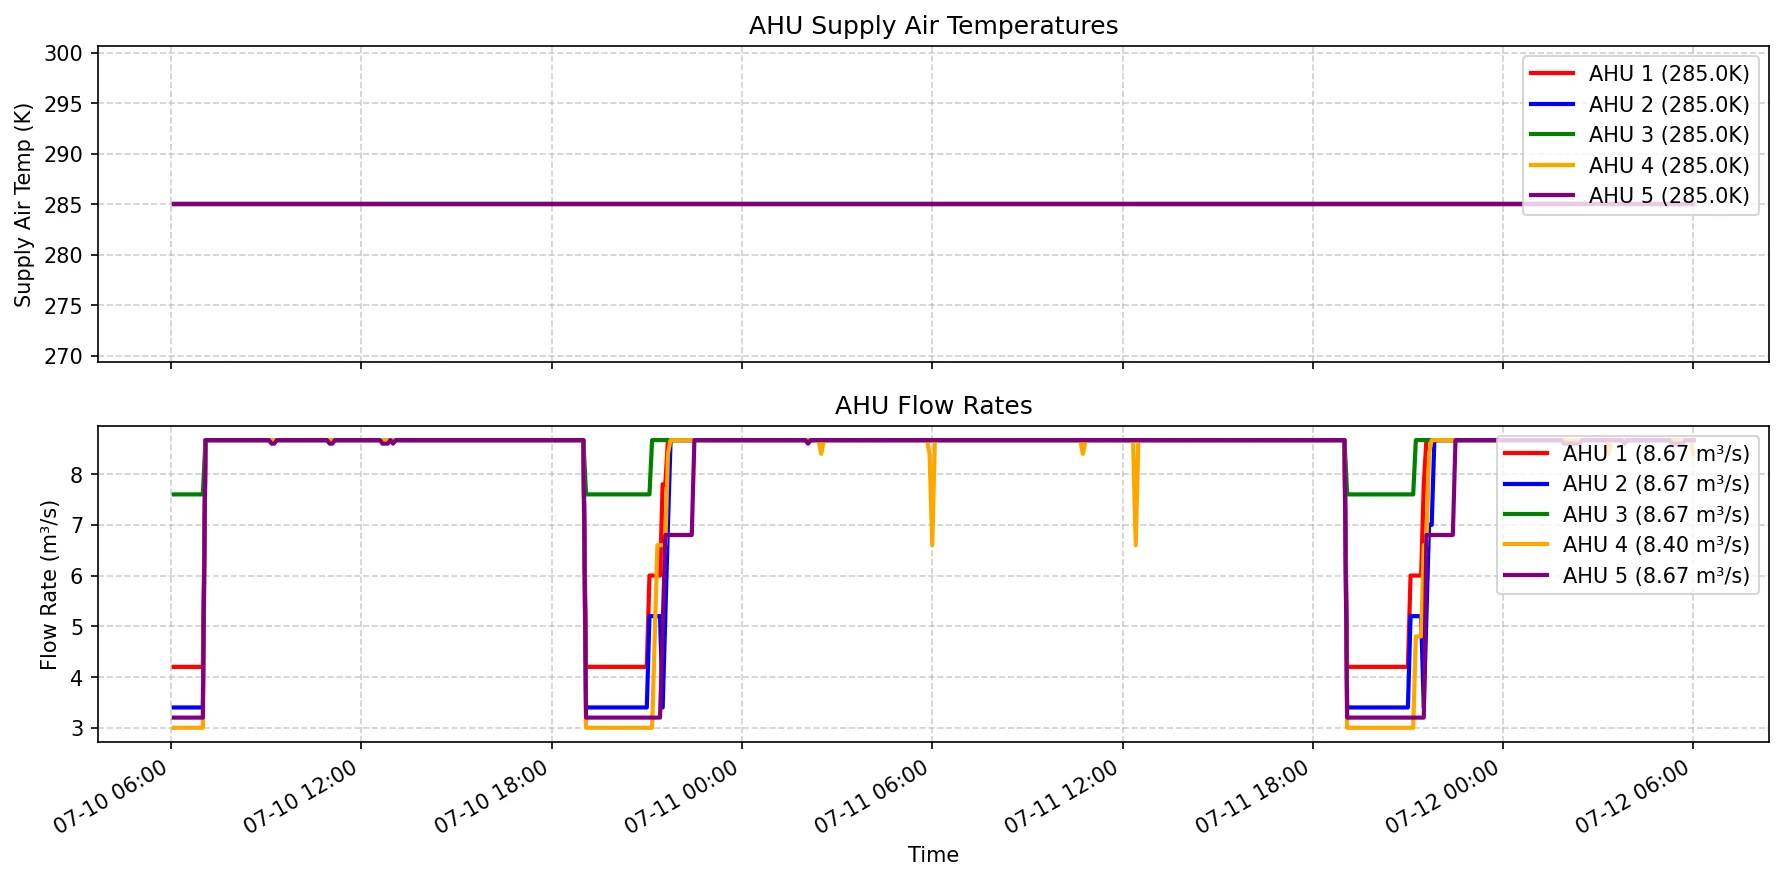 AHU Supply Air Temperatures
Supply Air Temp (K)
300
295
290
285
280
275
270
AHU 1 (285.0K)
AHU 2 (285.0K)
AHU 3 (285.0K)
AHU 4 (285.0K)
AHU 5 (285.0K)
AHU Flow Rates
Flow Rate (m³/s)
8
7
6
5
4
3
AHU 1 (8.67 m³/s)
AHU 2 (8.67 m³/s)
AHU 3 (8.67 m³/s)
AHU 4 (8.40 m³/s)
AHU 5 (8.67 m³/s)
07-10 06:00
07-10 12:00
07-10 18:00
07-11 00:00
07-11 06:00
07-11 12:00
07-11 18:00
07-12 00:00
07-12 06:00
Time